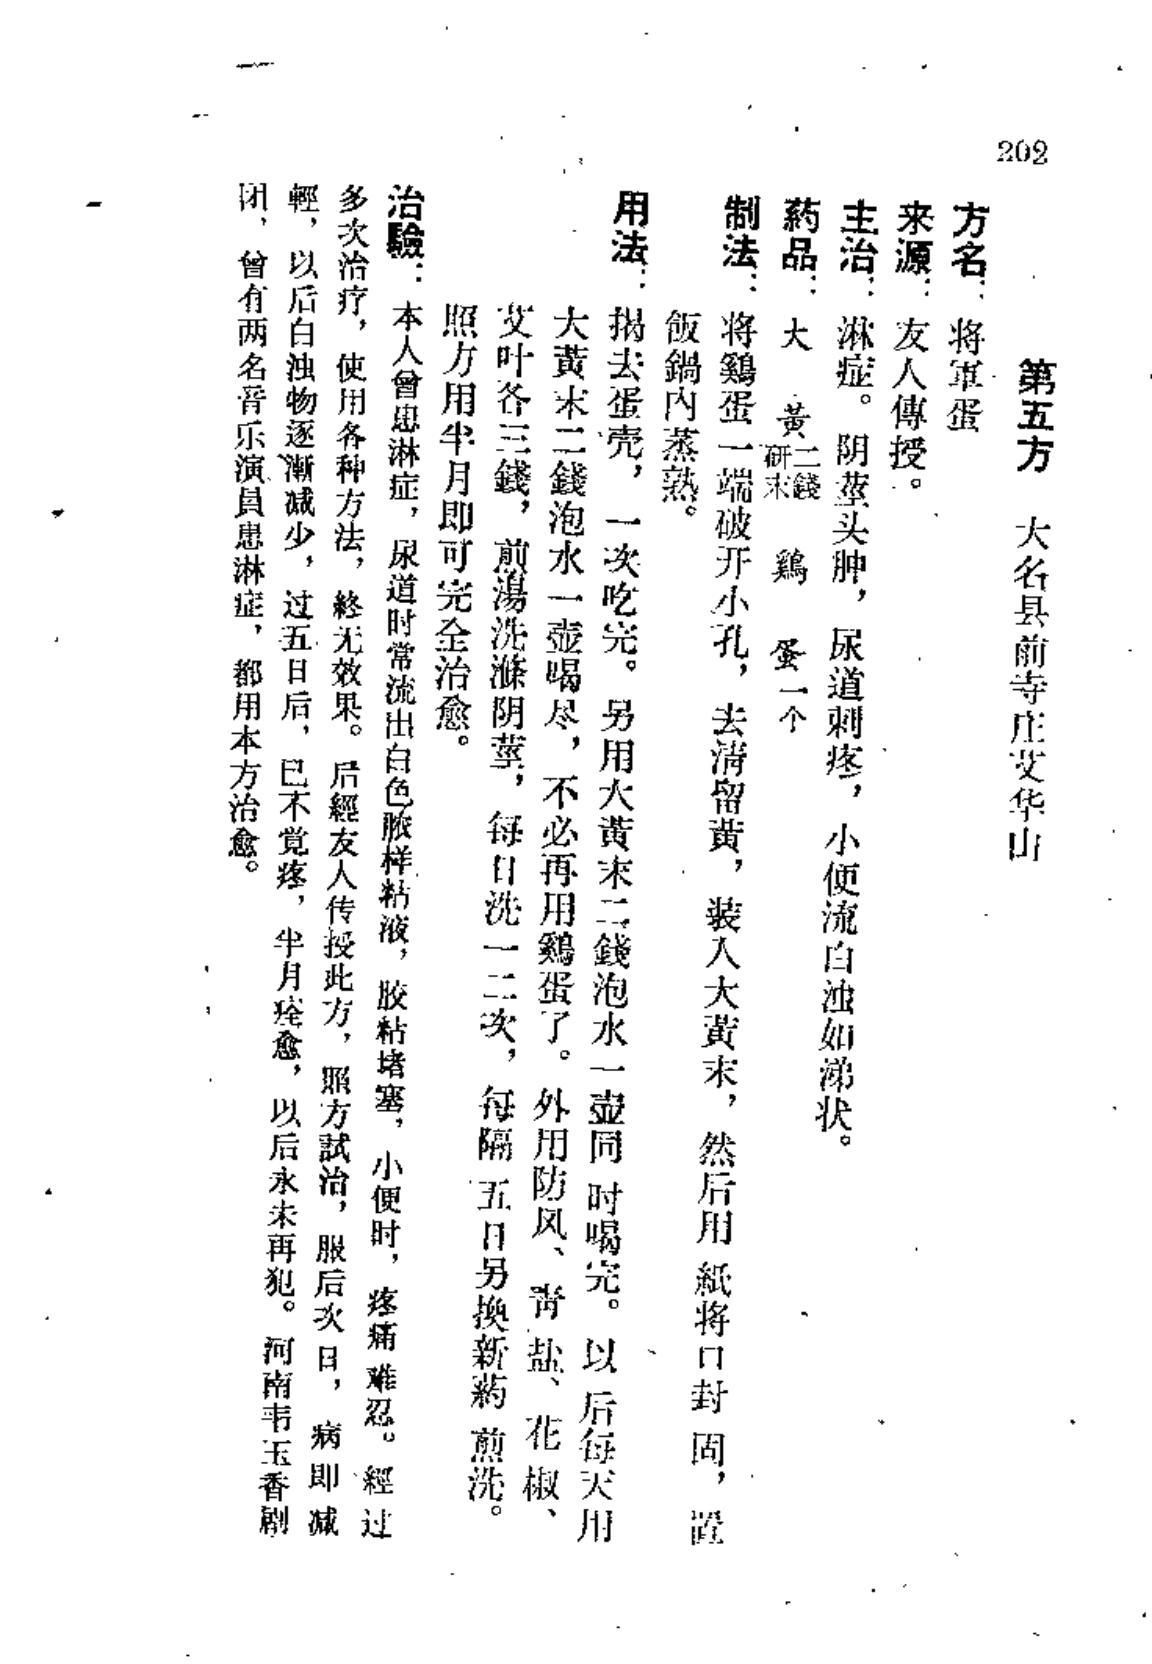 202
第五方　大名县前寺庄艾华山
方名：将軍蛋
来源：友人傳授。
主治：淋症。阴莖头肿，尿道刺疼，小便流白浊如涕状。
葯品：大　黃二錢研末　鷄　蛋一个
制法：将鷄蛋一端破开小孔，去清留黃，装入大黃末，然后用紙将口封固，置
飯鍋內蒸熟。
用法：揭去蛋壳，一次吃完。另用大黃末二錢泡水一壶同时喝完。以后每天用
大黃末二錢泡水一壶喝尽，不必再用鷄蛋了。外用防风、青盐、花椒、
艾叶各三錢，煎湯洗滌阴莖，每日洗一二次，每隔五日另換新葯煎洗。
照方用半月即可完全治愈。
治驗：本人曾患淋症，尿道时常流出白色脓样粘液，胶粘堵塞，小便时，疼痛难忍。經过
多次治疗，使用各种方法，終无效果。后經友人传授此方，照方試治，服后次日，病即减
輕，以后白浊物逐漸减少，过五日后，已不觉疼，半月痊愈，以后永未再犯。河南韦玉香剧
团，曾有两名音乐演員患淋症，都用本方治愈。